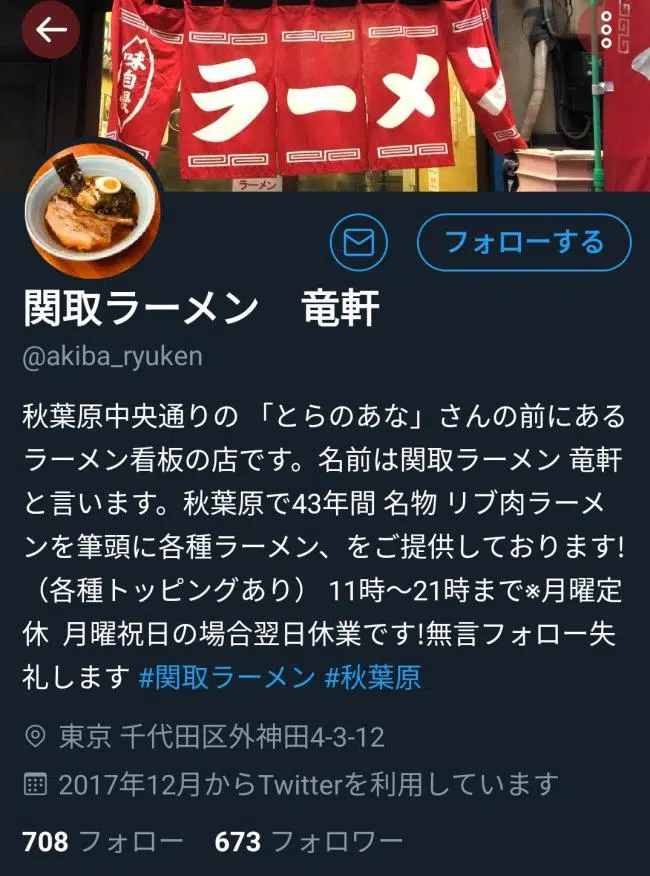 味自慢
ラーメン
ラーメン
フォローする
関取ラーメン　竜軒
@akiba_ryuken
秋葉原中央通りの 「とらのあな」さんの前にある
ラーメン看板の店です。名前は関取ラーメン 竜軒
と言います。秋葉原で43年間 名物 リブ肉ラーメ
ンを筆頭に各種ラーメン、をご提供しております!
（各種トッピングあり） 11時〜21時まで※月曜定
休 月曜祝日の場合翌日休業です!無言フォロー失
礼します #関取ラーメン #秋葉原
東京 千代田区外神田4-3-12
2017年12月からTwitterを利用しています
708 フォロー 673 フォロワー